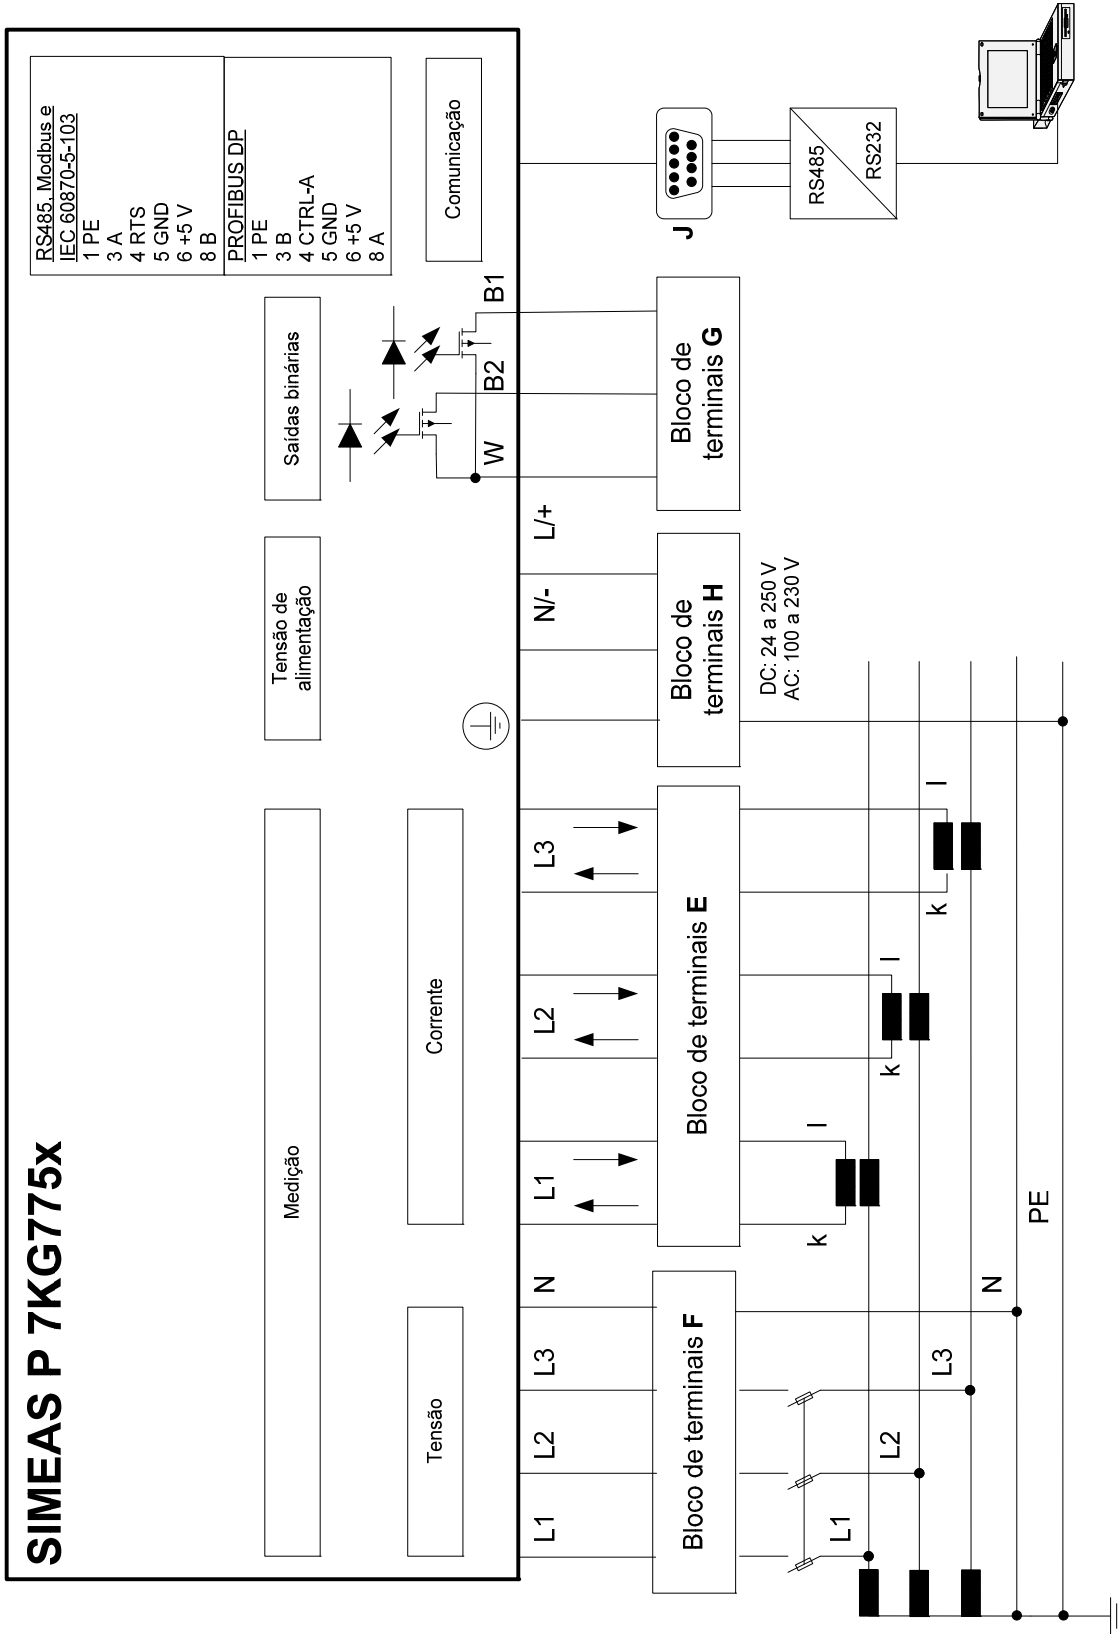 SIMEAS P 7KG775x
Medição
Tensão de
alimentação
Saídas binárias
RS485, Modbus e
IEC 60870-5-103
1 PE
3 A
4 RTS
5 GND
6 +5 V
8 B
PROFIBUS DP
1 PE
3 B
4 CTRL-A
5 GND
6 +5 V
8 A
Tensão
Corrente
Comunicação
W
B2
B1
L1
L2
L3
N
L1
L2
L3
N/-
L/+
Bloco de terminais F
Bloco de terminais E
Bloco de
terminais H
Bloco de
terminais G
J
DC: 24 a 250 V
AC: 100 a 230 V
RS485
RS232
k
l
k
l
k
l
L1
L2
L3
N
PE